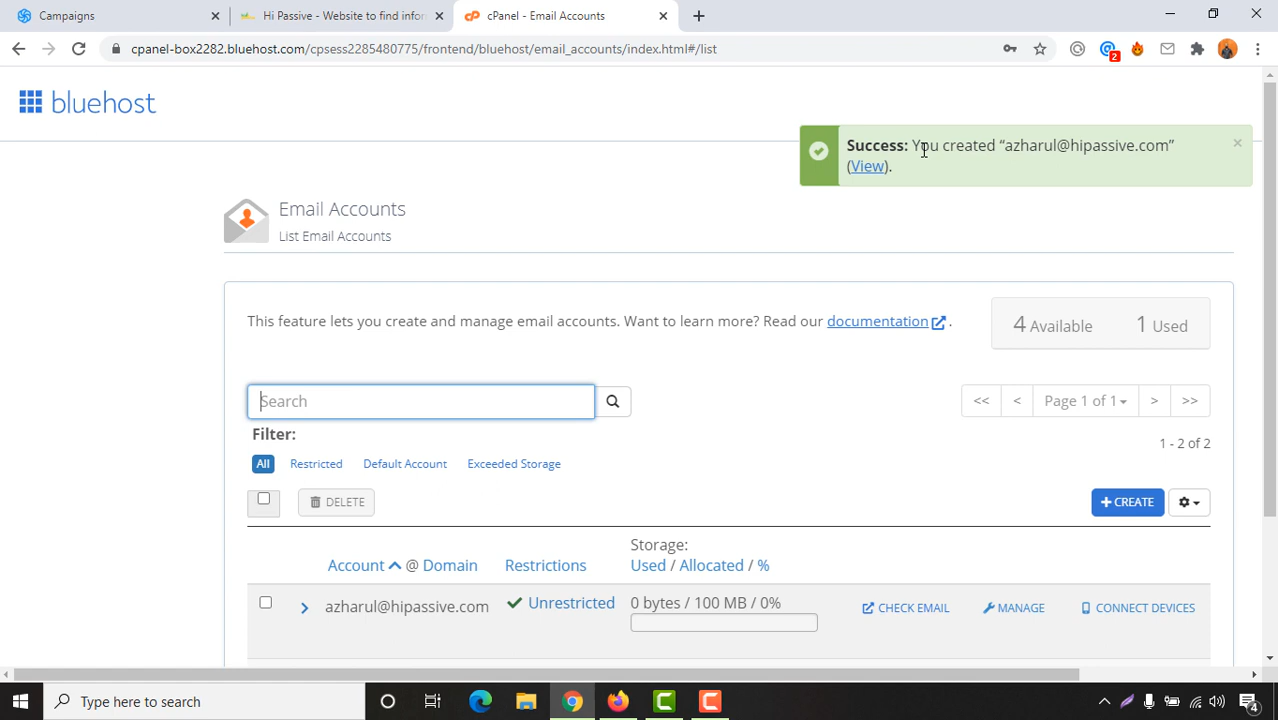 Campaigns
Hi Passive - Website to find infor
cPanel - Email Accounts
cpanel-box2282.bluehost.com/cpsess2285480775/frontend/bluehost/email_accounts/index.html#/list
2
bluehost
Success: You created “azharul@hipassive.com”
(View).
Email Accounts
List Email Accounts
This feature lets you create and manage email accounts. Want to learn more? Read our documentation .
4 Available 1 Used
Search
<< < Page 1 of 1 > >>
Filter:
1 - 2 of 2
All Restricted Default Account Exceeded Storage
DELETE
+ CREATE
Storage:
Account @ Domain Restrictions Used / Allocated / %
azharul@hipassive.com Unrestricted 0 bytes / 100 MB / 0% CHECK EMAIL MANAGE CONNECT DEVICES
Type here to search
4